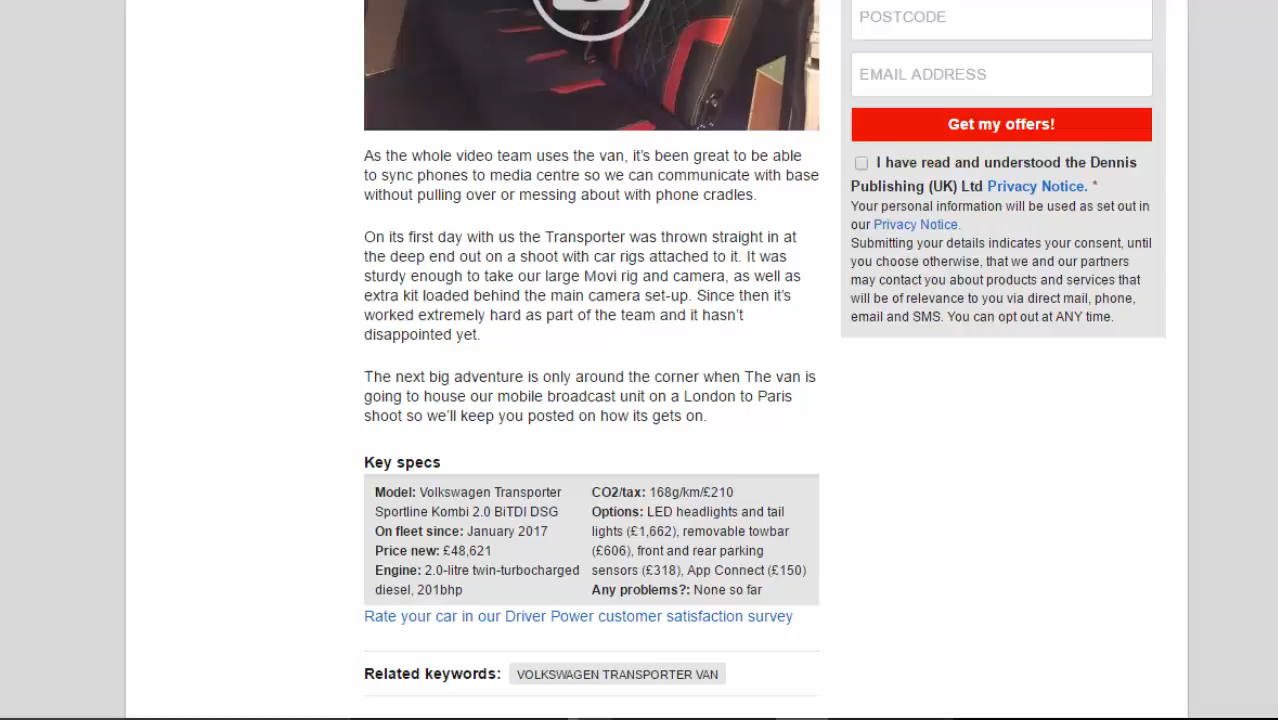 As the whole video team uses the van, it's been great to be able
to sync phones to media centre so we can communicate with base
without pulling over or messing about with phone cradles.
On its first day with us the Transporter was thrown straight in at
the deep end out on a shoot with car rigs attached to it. It was
sturdy enough to take our large Movi rig and camera, as well as
extra kit loaded behind the main camera set-up. Since then it's
worked extremely hard as part of the team and it hasn't
disappointed yet.
The next big adventure is only around the corner when The van is
going to house our mobile broadcast unit on a London to Paris
shoot so we'll keep you posted on how its gets on.
Key specs
Model: Volkswagen Transporter
Sportline Kombi 2.0 BiTDI DSG
On fleet since: January 2017
Price new: £48,621
Engine: 2.0-litre twin-turbocharged
diesel, 201bhp
CO2/tax: 168g/km/£210
Options: LED headlights and tail
lights (£1,662), removable towbar
(£606), front and rear parking
sensors (£318), App Connect (£150)
Any problems?: None so far
Rate your car in our Driver Power customer satisfaction survey
Related keywords: VOLKSWAGEN TRANSPORTER VAN
POSTCODE
EMAIL ADDRESS
Get my offers!
I have read and understood the Dennis
Publishing (UK) Ltd Privacy Notice. *
Your personal information will be used as set out in
our Privacy Notice.
Submitting your details indicates your consent, until
you choose otherwise, that we and our partners
may contact you about products and services that
will be of relevance to you via direct mail, phone,
email and SMS. You can opt out at ANY time.